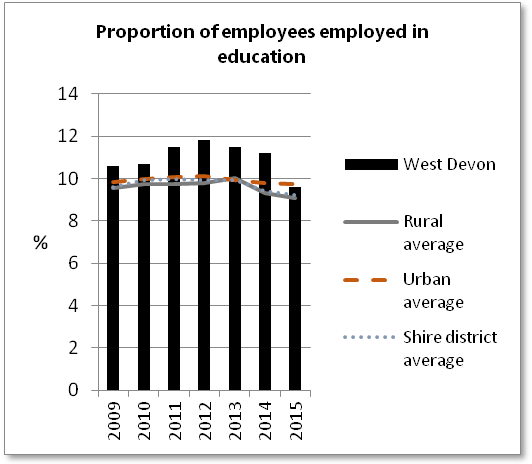 Proportion of employees employed in
education
14
12
10
8
6
4
2
0
%
2009
2010
2011
2012
2013
2014
2015
West Devon
Rural
average
Urban
average
Shire district
average